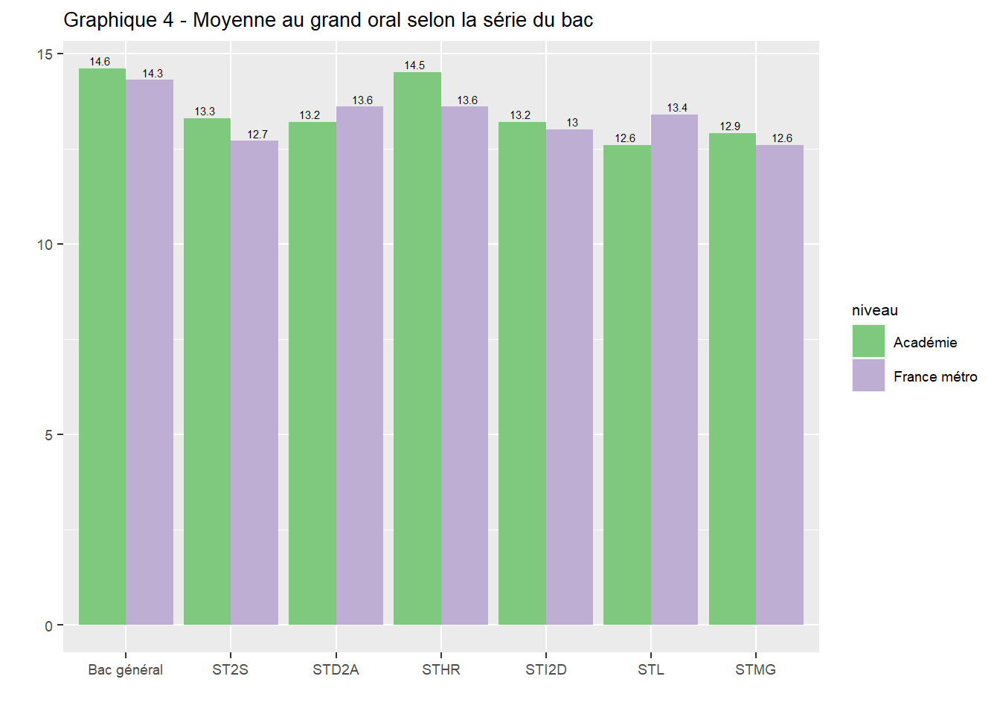 Graphique 4 - Moyenne au grand oral selon la série du bac
15
10
5
0
14.6
14.3
13.3
12.7
13.2
13.6
14.5
13.6
13.2
13
12.6
13.4
12.9
12.6
Bac général
ST2S
STD2A
STHR
STI2D
STL
STMG
niveau
Académie
France métro